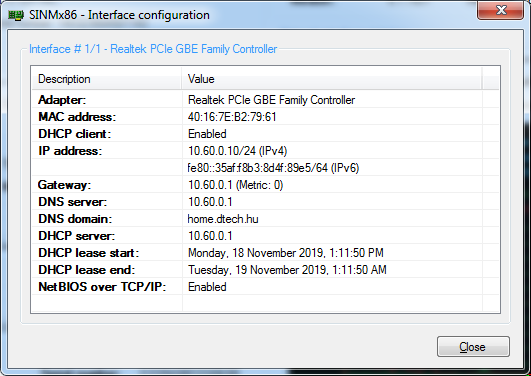 SINMx86 - Interface configuration
Interface # 1/1 - Realtek PCIe GBE Family Controller
Description Value
Adapter: Realtek PCIe GBE Family Controller
MAC address: 40:16:7E:B2:79:61
DHCP client: Enabled
IP address: 10.60.0.10/24 (IPv4)
fe80::35af:f8b3:8d4f:89e5/64 (IPv6)
Gateway: 10.60.0.1 (Metric: 0)
DNS server: 10.60.0.1
DNS domain: home.dtech.hu
DHCP server: 10.60.0.1
DHCP lease start: Monday, 18 November 2019, 1:11:50 PM
DHCP lease end: Tuesday, 19 November 2019, 1:11:50 AM
NetBIOS over TCP/IP: Enabled
Close